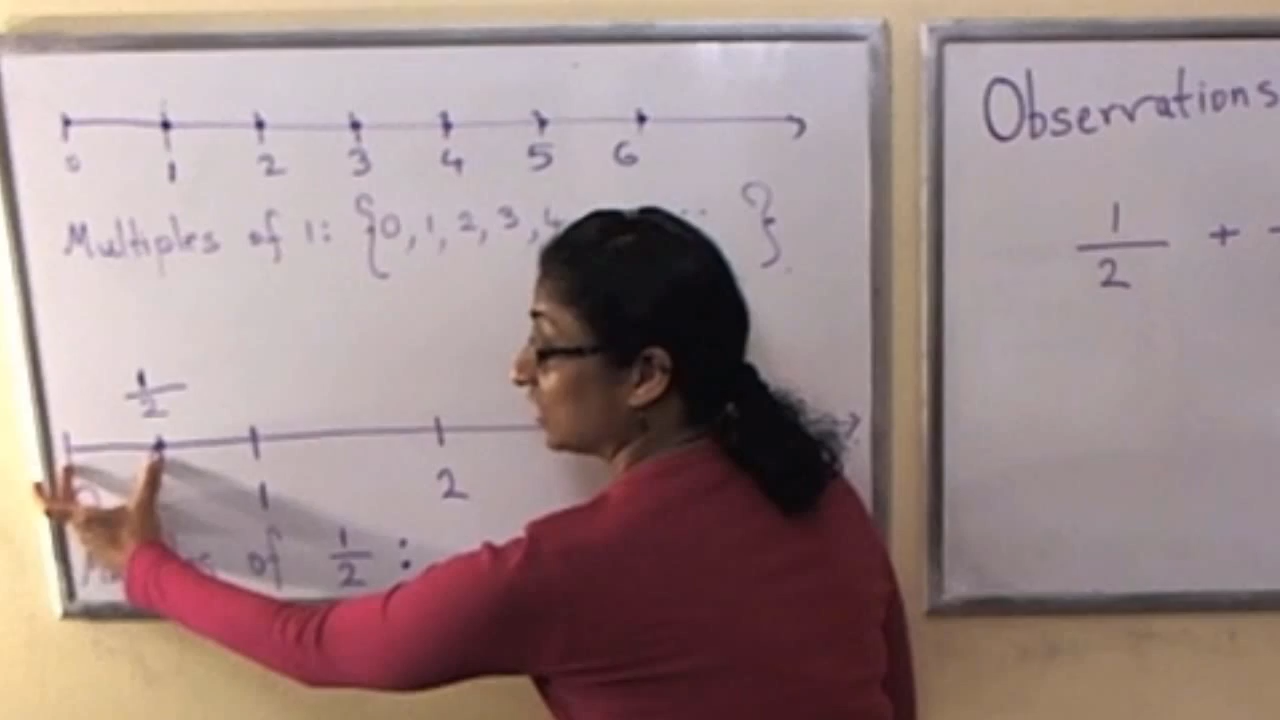 0 1 2 3 4 5 6
Multiples of 1: {0, 1, 2, 3, 4 .. }
1/2
1 2
of 1/2 :
Observations
1/2 +